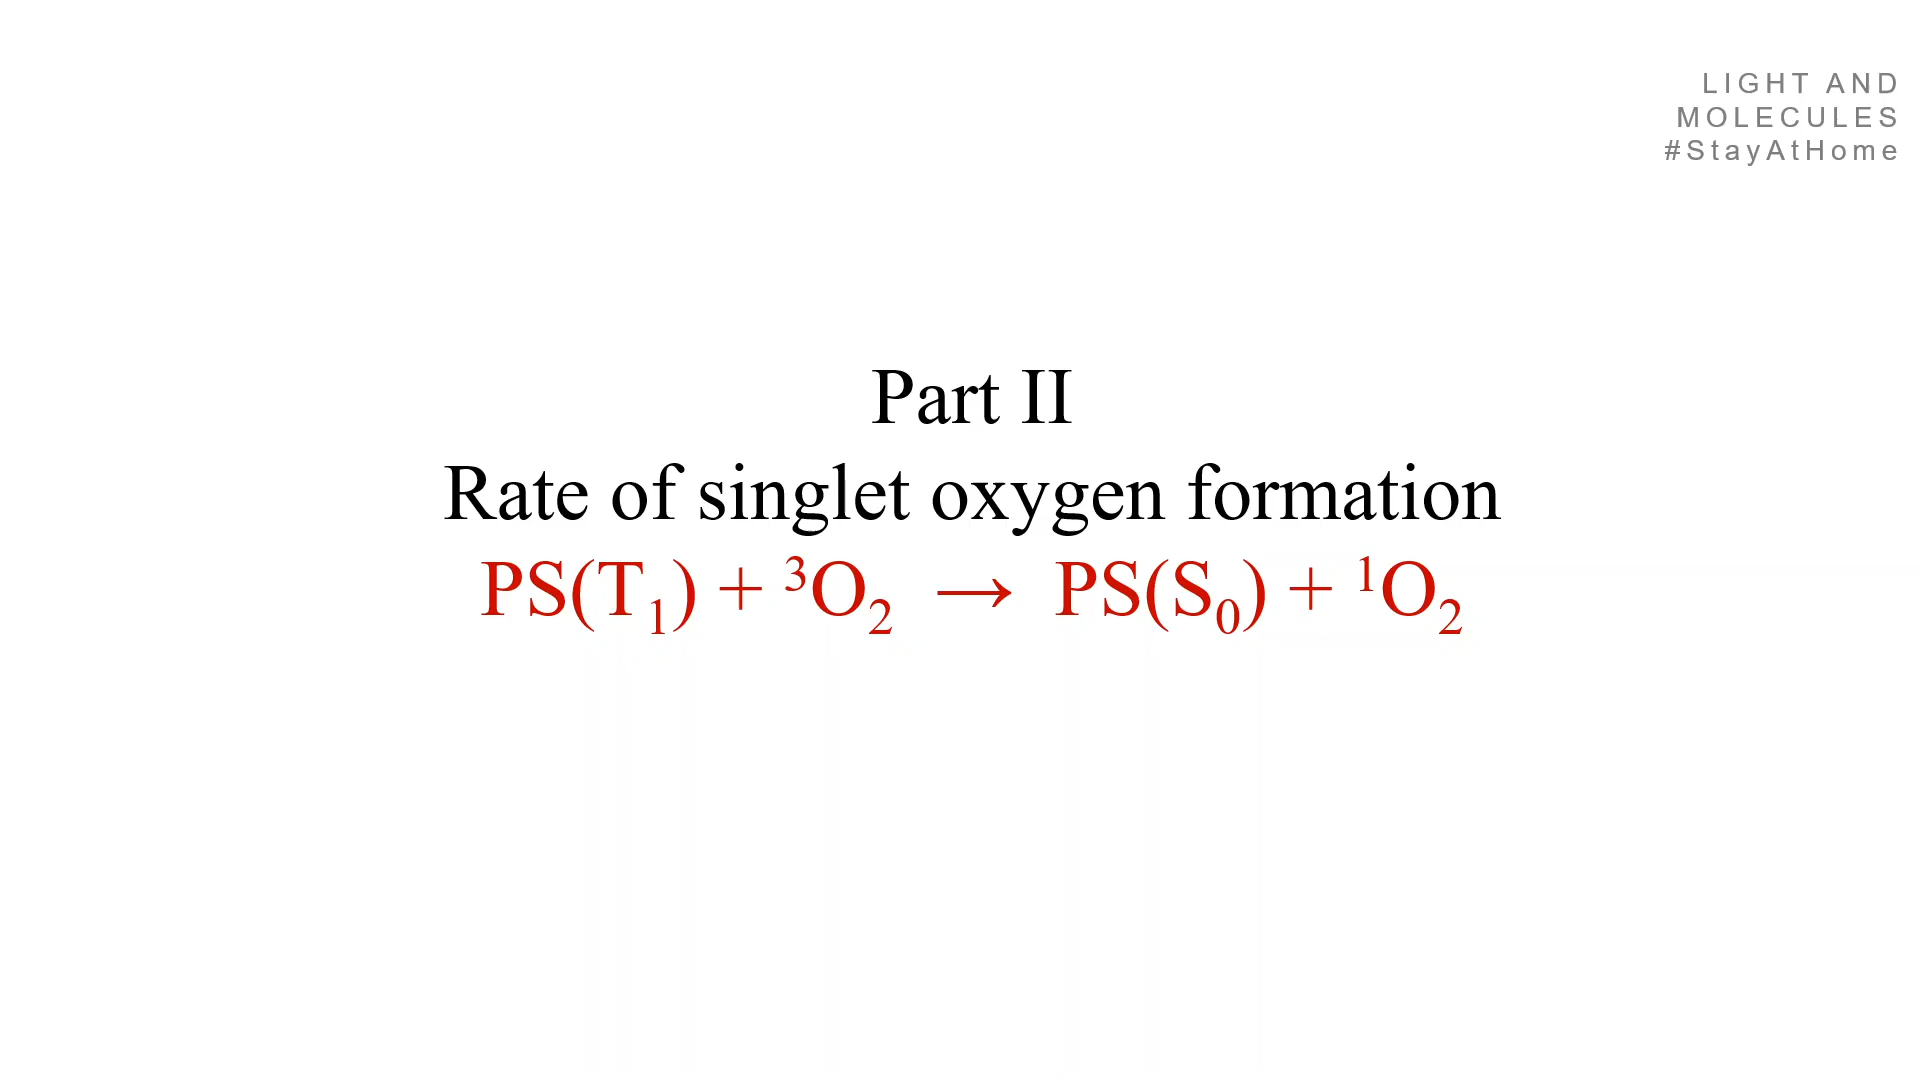 LIGHT AND
MOLECULES
#StayAtHome
Part II
Rate of singlet oxygen formation
PS(T₁) + ³O₂ → PS(S₀) + ¹O₂